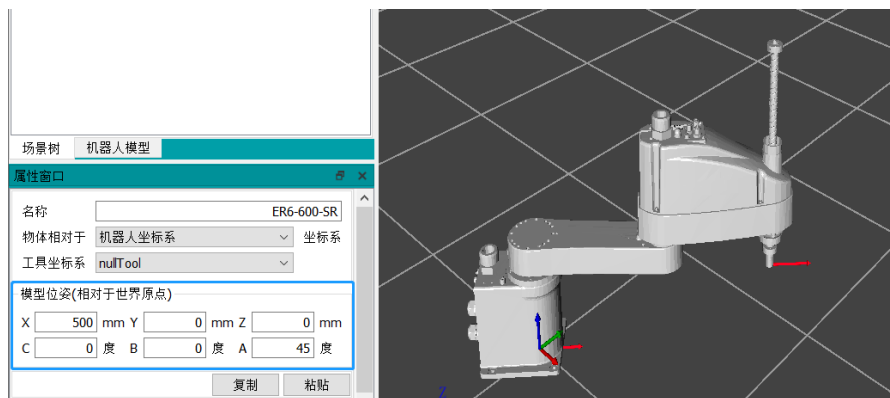 场景树 机器人模型
属性窗口
名称 ER6-600-SR
物体相对于 机器人坐标系 坐标系
工具坐标系 nullTool
模型位姿(相对于世界原点)
X 500 mm Y 0 mm Z 0 mm
C 0 度 B 0 度 A 45 度
复制 粘贴
Z